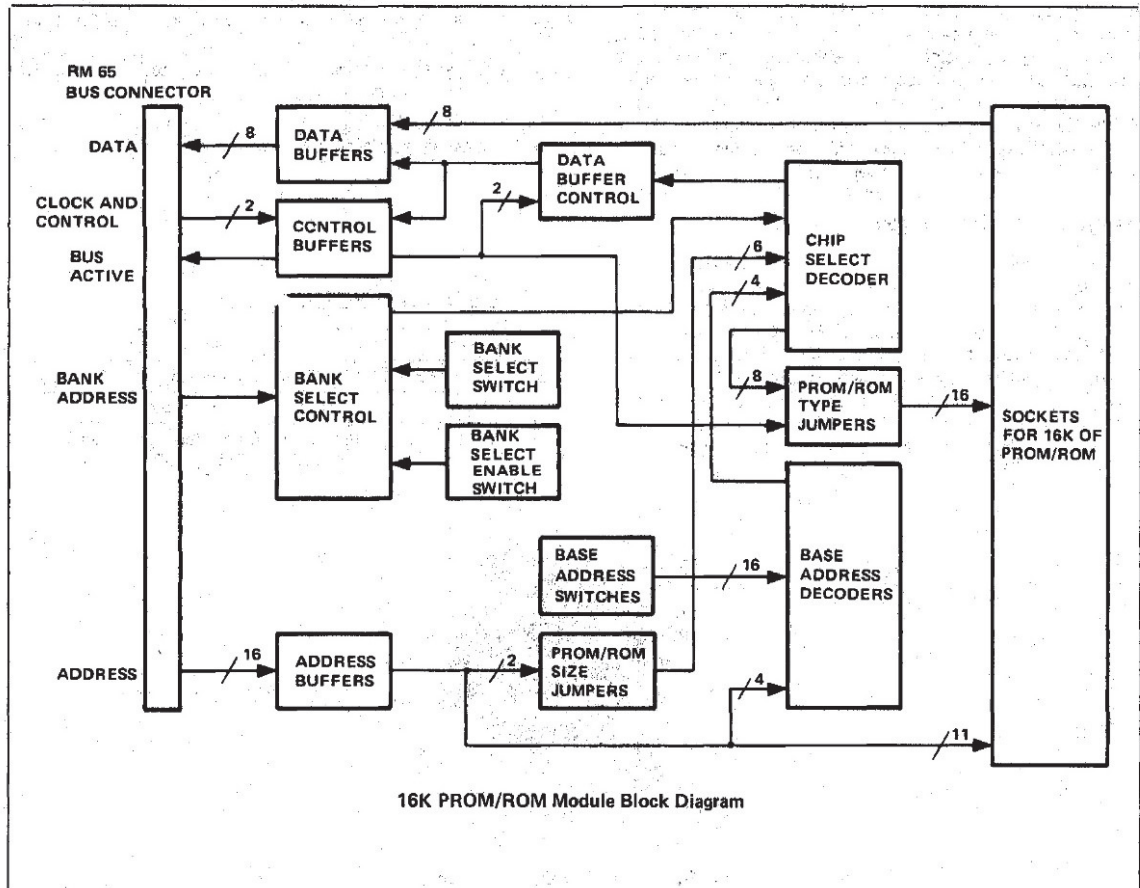 RM 65
BUS CONNECTOR
DATA
8
DATA
BUFFERS
8
CLOCK AND
CONTROL
2
CONTROL
BUFFERS
BUS
ACTIVE
2
DATA
BUFFER
CONTROL
CHIP
SELECT
DECODER
6
4
BANK
ADDRESS
BANK
SELECT
CONTROL
BANK
SELECT
SWITCH
BANK
SELECT
ENABLE
SWITCH
8
PROM/ROM
TYPE
JUMPERS
16
SOCKETS
FOR 16K OF
PROM/ROM
BASE
ADDRESS
SWITCHES
16
BASE
ADDRESS
DECODERS
ADDRESS
16
ADDRESS
BUFFERS
2
PROM/ROM
SIZE
JUMPERS
4
11
16K PROM/ROM Module Block Diagram